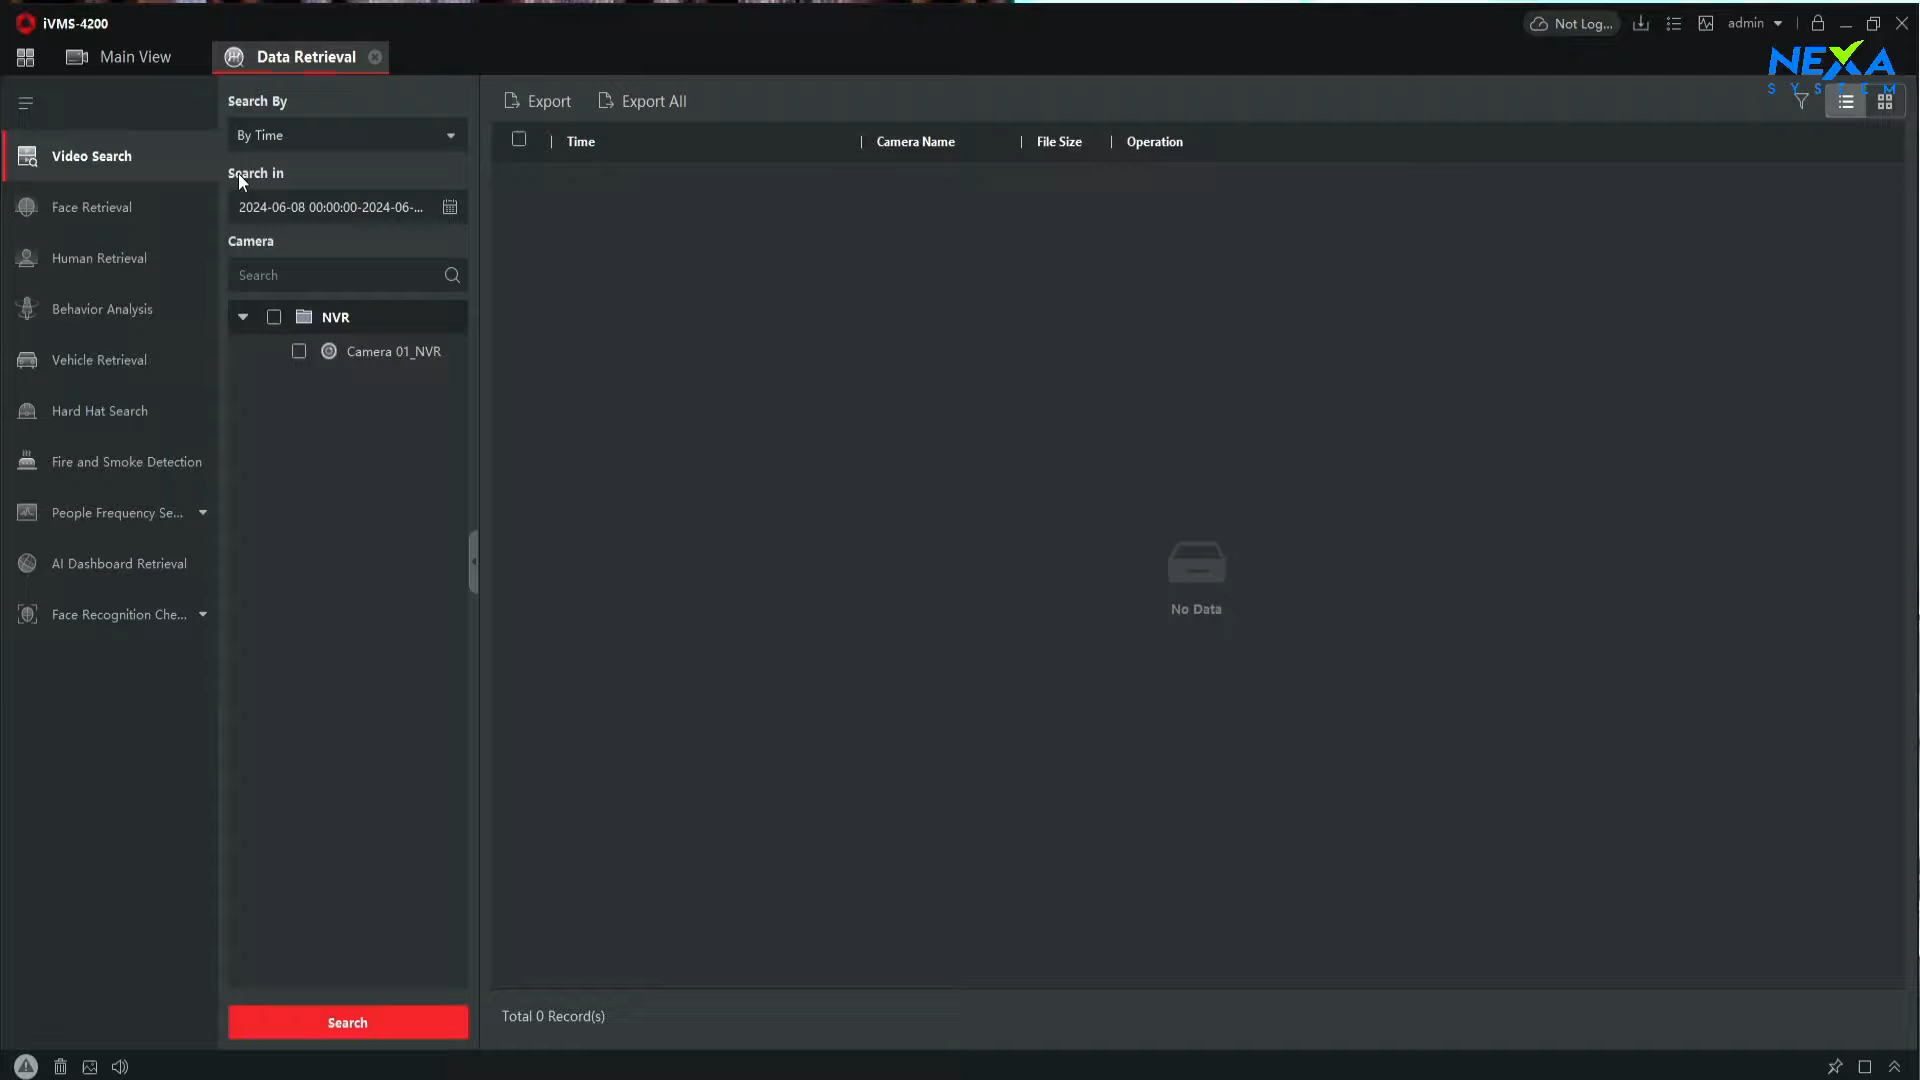 iVMS-4200
Not Log...
admin
Main View
Data Retrieval
NEXA
SYSTEM
Search By
By Time
Search in
2024-06-08 00:00:00-2024-06-...
Camera
Search
NVR
Camera 01_NVR
Search
Video Search
Face Retrieval
Human Retrieval
Behavior Analysis
Vehicle Retrieval
Hard Hat Search
Fire and Smoke Detection
People Frequency Se...
AI Dashboard Retrieval
Face Recognition Che...
Export
Export All
Time
Camera Name
File Size
Operation
No Data
Total 0 Record(s)